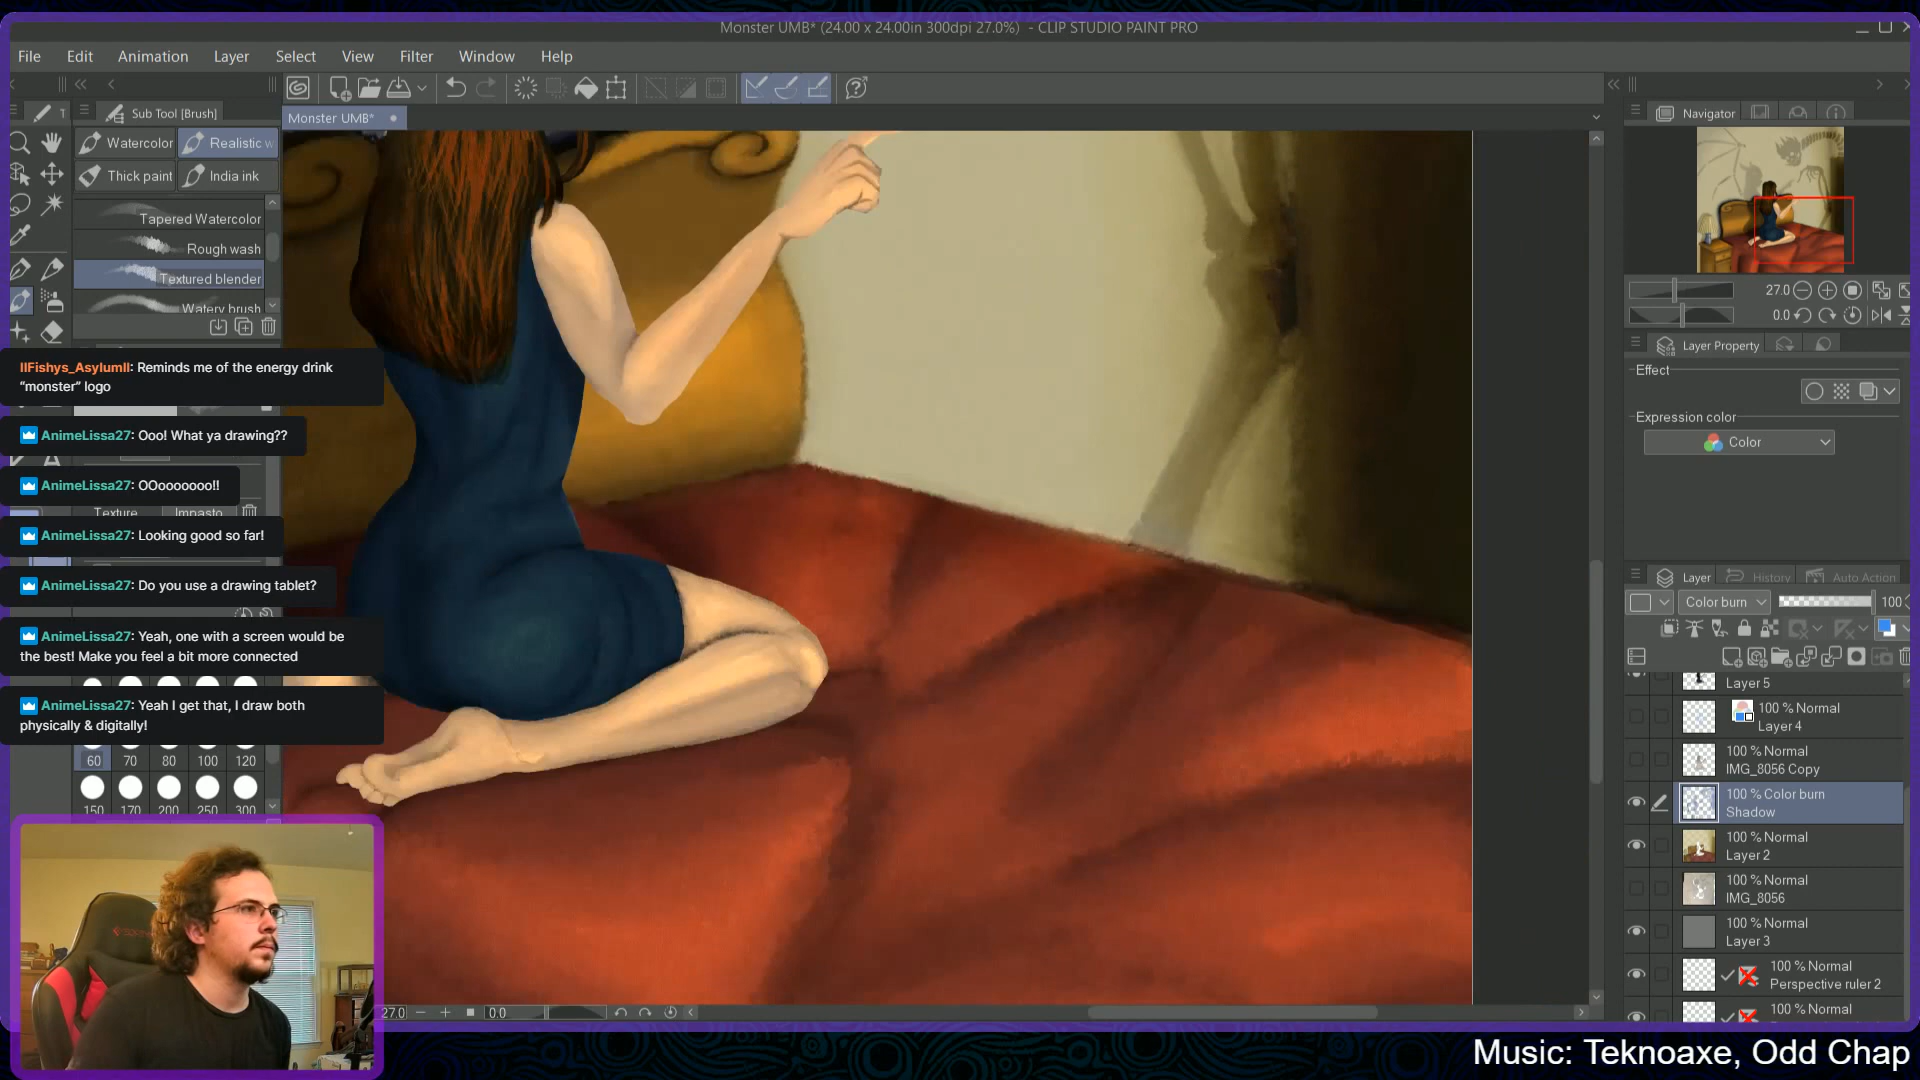 Monster UMB* (24.00 x 24.00in 300dpi 27.0%) - CLIP STUDIO PAINT PRO
File Edit Animation Layer Select View Filter Window Help
Sub Tool [Brush]
Monster UMB*
Navigator
Watercolor
Realistic w
Thick paint
India ink
Tapered Watercolor
Rough wash
Textured blender
Watery brush
27.0
0.0
Layer Property
Effect
Expression color
Color
IIFishys_AsylumII: Reminds me of the energy drink
“monster” logo
AnimeLissa27: Ooo! What ya drawing??
AnimeLissa27: OOooooooo!!
Texture Impasto
AnimeLissa27: Looking good so far!
AnimeLissa27: Do you use a drawing tablet?
AnimeLissa27: Yeah, one with a screen would be
the best! Make you feel a bit more connected
AnimeLissa27: Yeah I get that, I draw both
physically & digitally!
60 70 80 100 120
150 170 200 250 300
Layer History Auto Action
Color burn 100
Layer 5
100 % Normal
Layer 4
100 % Normal
IMG_8056 Copy
100 % Color burn
Shadow
100 % Normal
Layer 2
100 % Normal
IMG_8056
100 % Normal
Layer 3
100 % Normal
Perspective ruler 2
100 % Normal
27.0 0.0
Music: Teknoaxe, Odd Chap